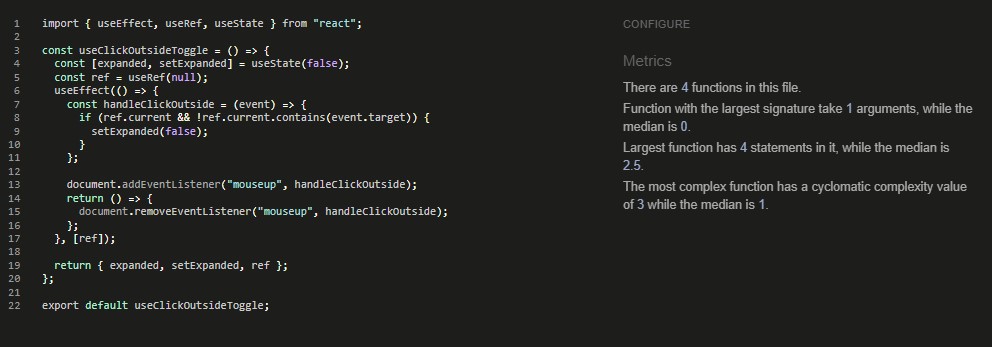 1 import { useEffect, useRef, useState } from "react";
2
3 const useClickOutsideToggle = () => {
4 const [expanded, setExpanded] = useState(false);
5 const ref = useRef(null);
6 useEffect(() => {
7 const handleClickOutside = (event) => {
8 if (ref.current && !ref.current.contains(event.target)) {
9 setExpanded(false);
10 }
11 };
12
13 document.addEventListener("mouseup", handleClickOutside);
14 return () => {
15 document.removeEventListener("mouseup", handleClickOutside);
16 };
17 }, [ref]);
18
19 return { expanded, setExpanded, ref };
20 };
21
22 export default useClickOutsideToggle;
CONFIGURE
Metrics
There are 4 functions in this file.
Function with the largest signature take 1 arguments, while the
median is 0.
Largest function has 4 statements in it, while the median is
2.5.
The most complex function has a cyclomatic complexity value
of 3 while the median is 1.